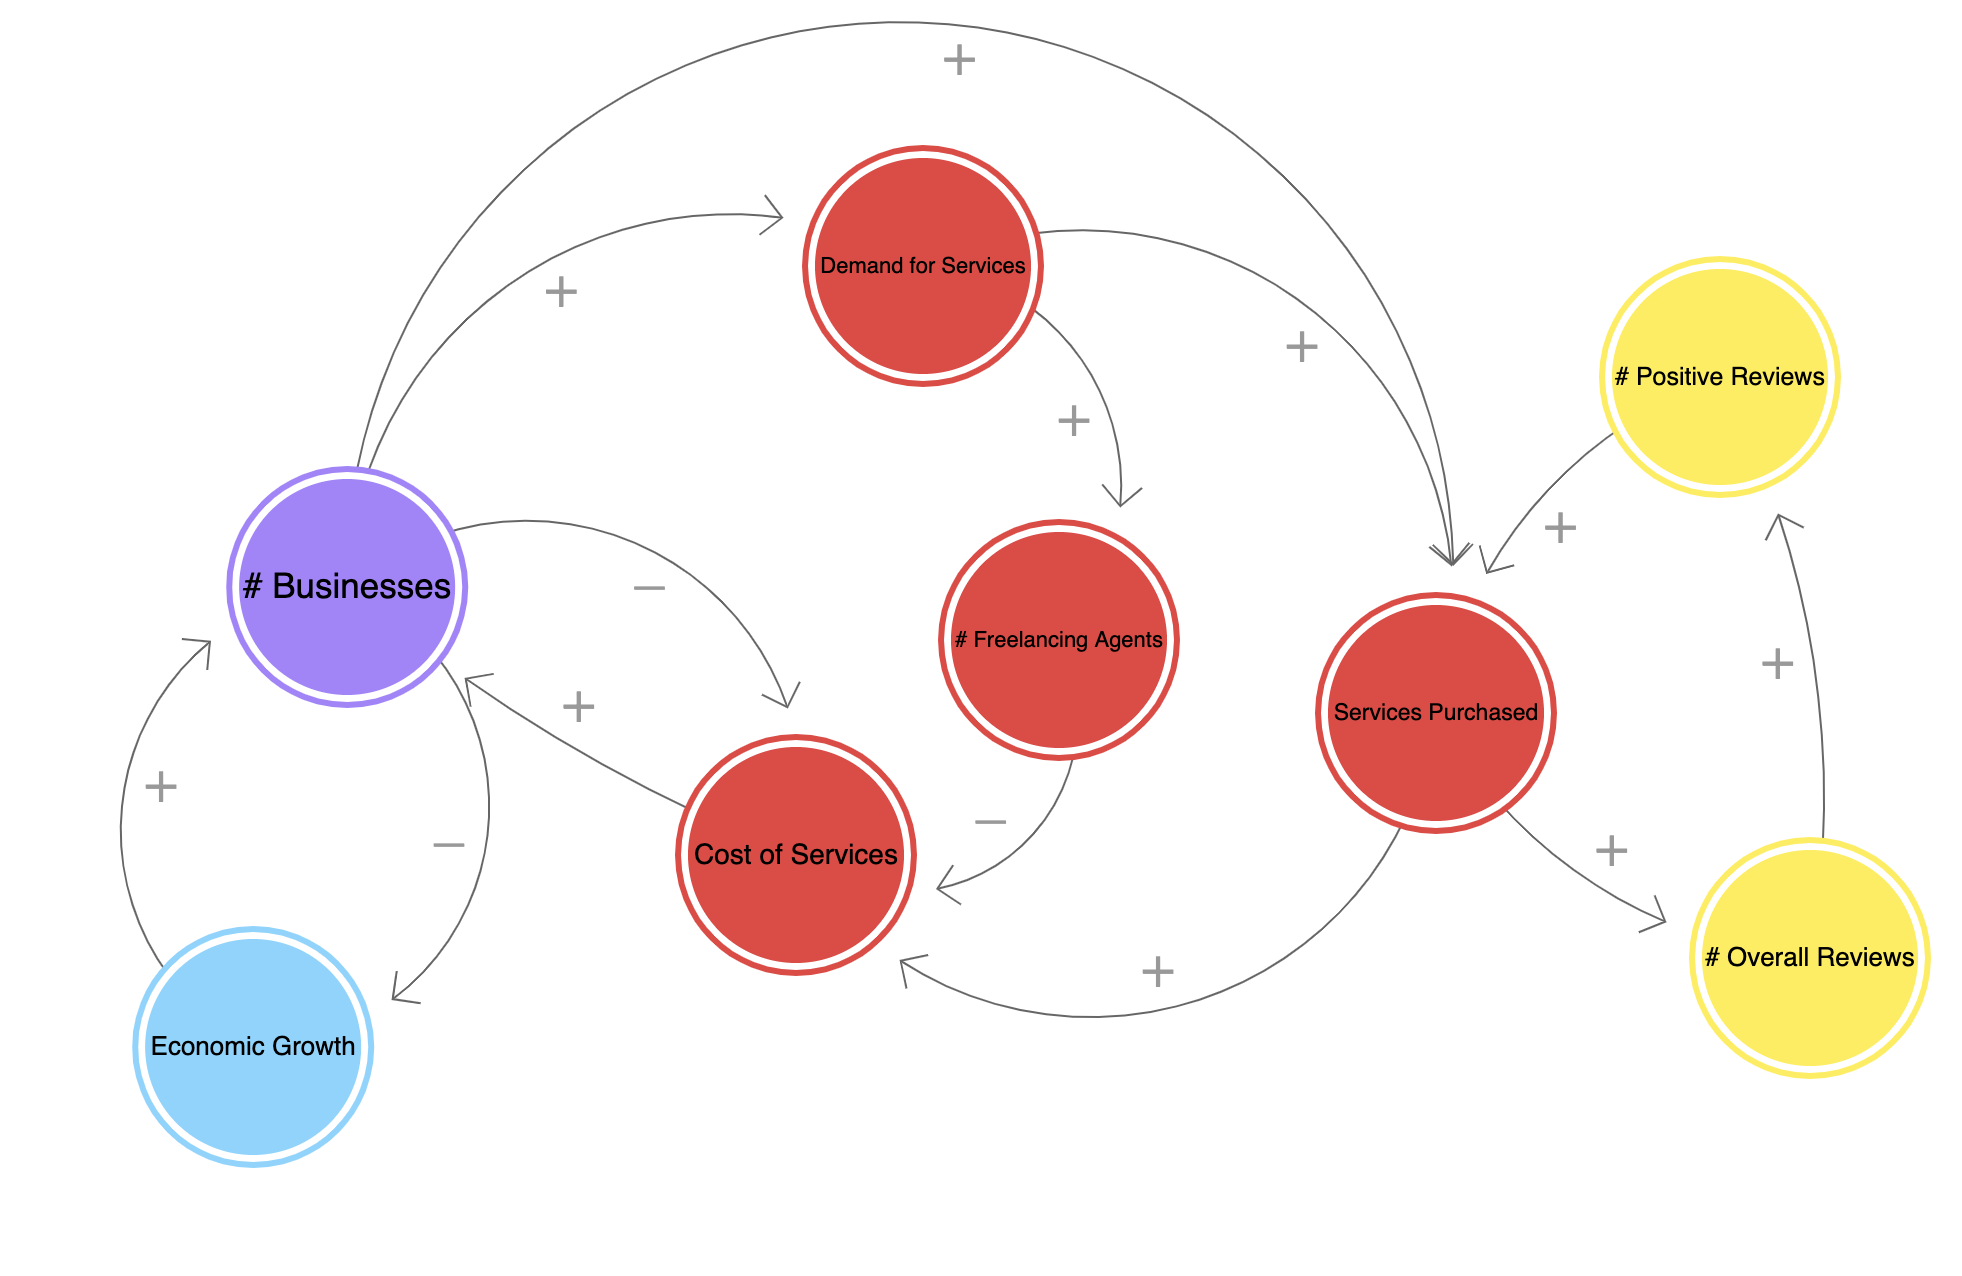 +
Demand for Services
+
+
# Positive Reviews
+
+
# Businesses
−
# Freelancing Agents
+
+
Services Purchased
+
+
−
−
Cost of Services
+
# Overall Reviews
+
Economic Growth